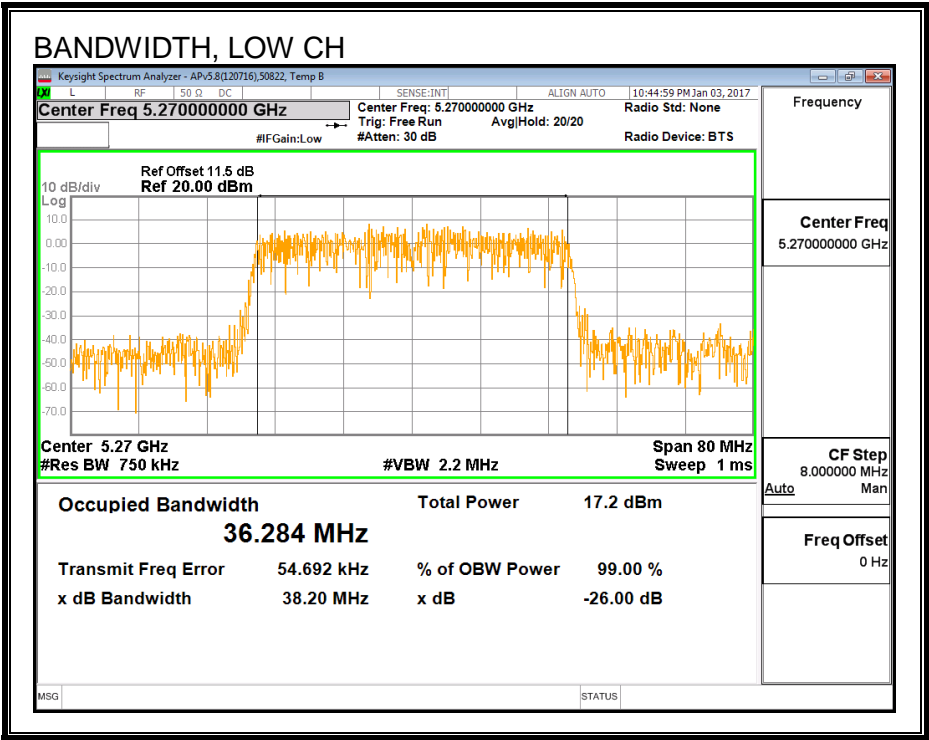 BANDWIDTH, LOW CH
Keysight Spectrum Analyzer - APv5.8(120716),50822, Temp B
LXI L RF 50 Ω DC SENSE:INT ALIGN AUTO 10:44:59 PM Jan 03, 2017
Center Freq 5.270000000 GHz
Center Freq: 5.270000000 GHz
Radio Std: None
Trig: Free Run Avg|Hold: 20/20
#IFGain:Low
#Atten: 30 dB
Radio Device: BTS
Ref Offset 11.5 dB
10 dB/div Ref 20.00 dBm
Log
10.0
0.00
-10.0
-20.0
-30.0
-40.0
-50.0
-60.0
-70.0
Center 5.27 GHz Span 80 MHz
#Res BW 750 kHz #VBW 2.2 MHz Sweep 1 ms
Occupied Bandwidth Total Power 17.2 dBm
36.284 MHz
Transmit Freq Error 54.692 kHz % of OBW Power 99.00 %
x dB Bandwidth 38.20 MHz x dB -26.00 dB
MSG STATUS
Frequency
Center Freq
5.270000000 GHz
CF Step
8.000000 MHz
Auto Man
Freq Offset
0 Hz